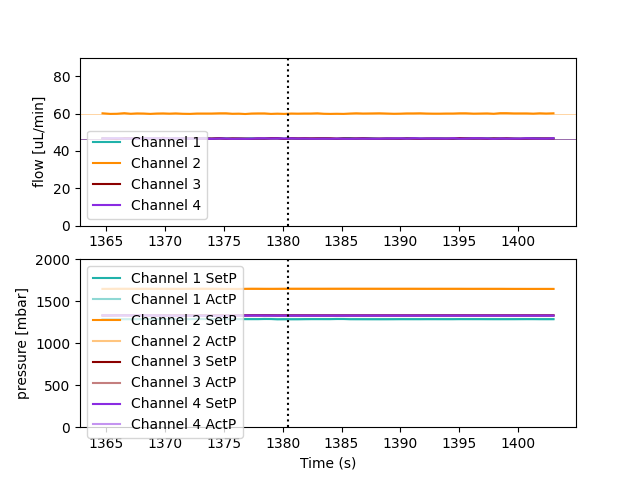 flow [uL/min]
80
60
40
20
0
Channel 1
Channel 2
Channel 3
Channel 4
1365 1370 1375 1380 1385 1390 1395 1400
pressure [mbar]
2000
1500
1000
500
0
Channel 1 SetP
Channel 1 ActP
Channel 2 SetP
Channel 2 ActP
Channel 3 SetP
Channel 3 ActP
Channel 4 SetP
Channel 4 ActP
1365 1370 1375 1380 1385 1390 1395 1400
Time (s)